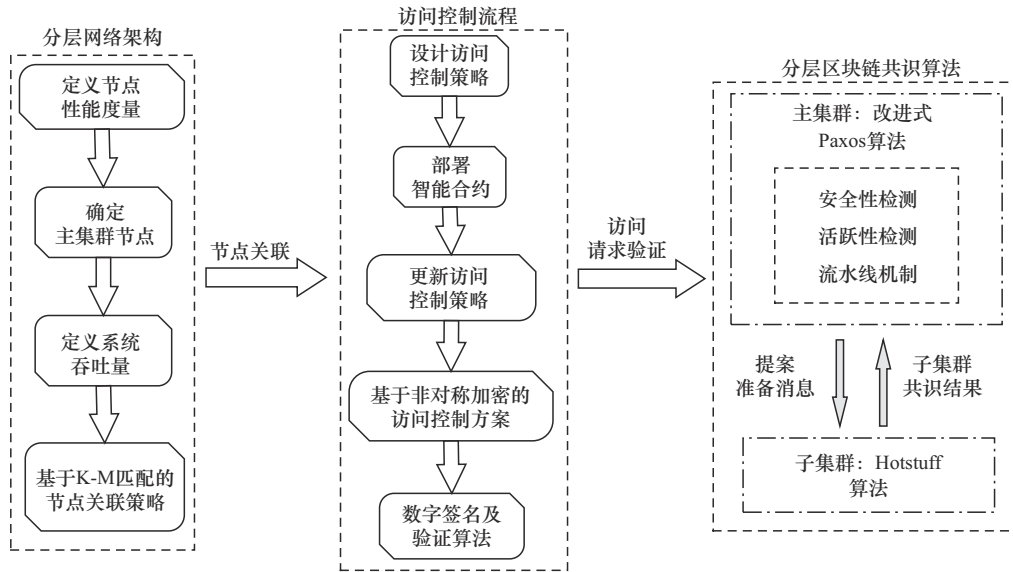 分层网络架构
定义节点
性能度量
确定
主集群节点
定义系统
吞吐量
基于K-M匹配的
节点关联策略
节点关联
访问控制流程
设计访问
控制策略
部署
智能合约
更新访问
控制策略
基于非对称加密的
访问控制方案
数字签名及
验证算法
访问
请求验证
分层区块链共识算法
主集群：改进式
Paxos算法
安全性检测
活跃性检测
流水线机制
提案
准备消息
子集群
共识结果
子集群：Hotstuff
算法